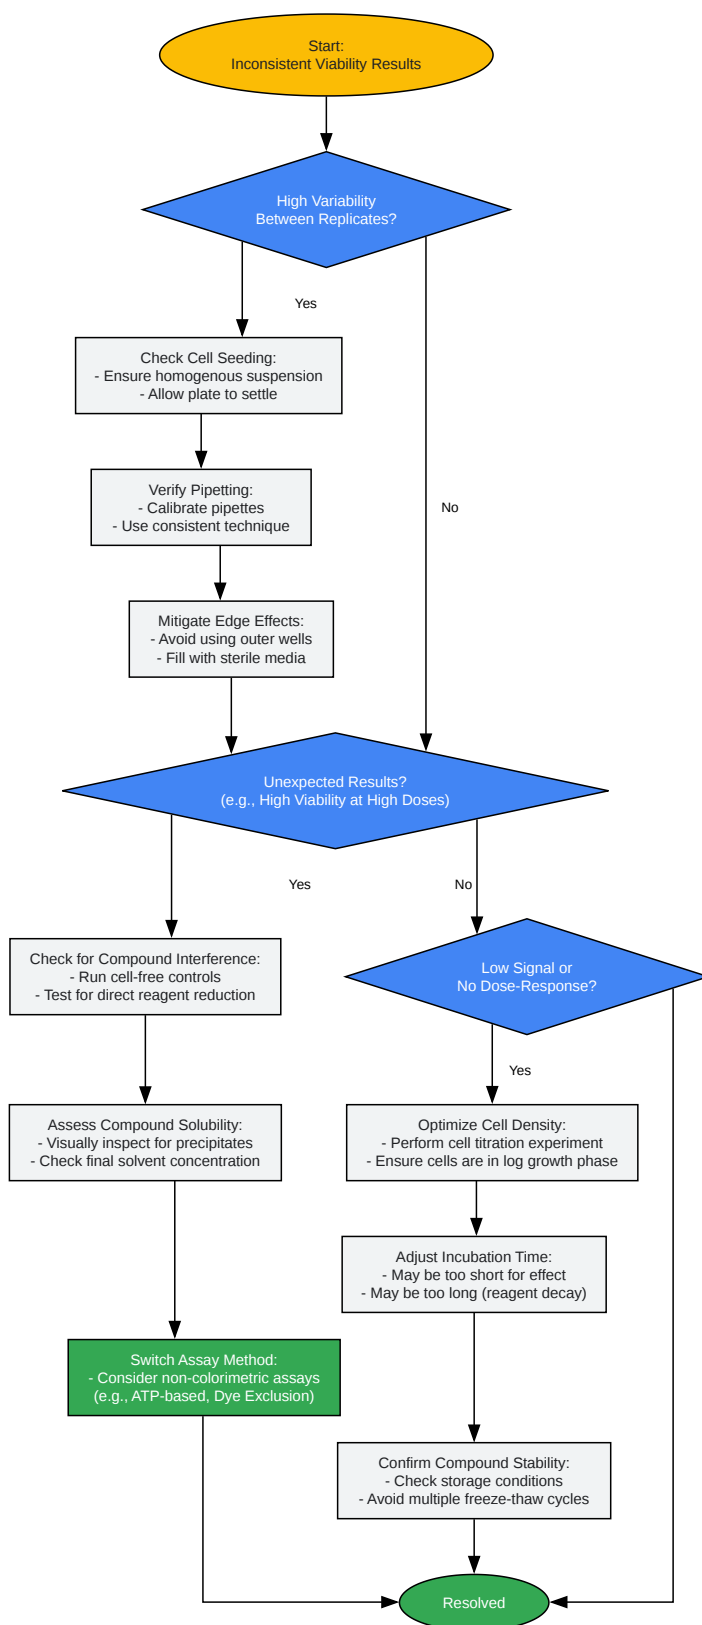 Start:
Inconsistent Viability Results
High Variability
Between Replicates?
Yes
Check Cell Seeding:
- Ensure homogenous suspension
- Allow plate to settle
Verify Pipetting:
- Calibrate pipettes
- Use consistent technique
No
Mitigate Edge Effects:
- Avoid using outer wells
- Fill with sterile media
Unexpected Results?
(e.g., High Viability at High Doses)
Yes
No
Check for Compound Interference:
- Run cell-free controls
- Test for direct reagent reduction
Low Signal or
No Dose-Response?
Yes
Assess Compound Solubility:
- Visually inspect for precipitates
- Check final solvent concentration
Optimize Cell Density:
- Perform cell titration experiment
- Ensure cells are in log growth phase
Adjust Incubation Time:
- May be too short for effect
- May be too long (reagent decay)
Switch Assay Method:
- Consider non-colorimetric assays
(e.g., ATP-based, Dye Exclusion)
Confirm Compound Stability:
- Check storage conditions
- Avoid multiple freeze-thaw cycles
Resolved